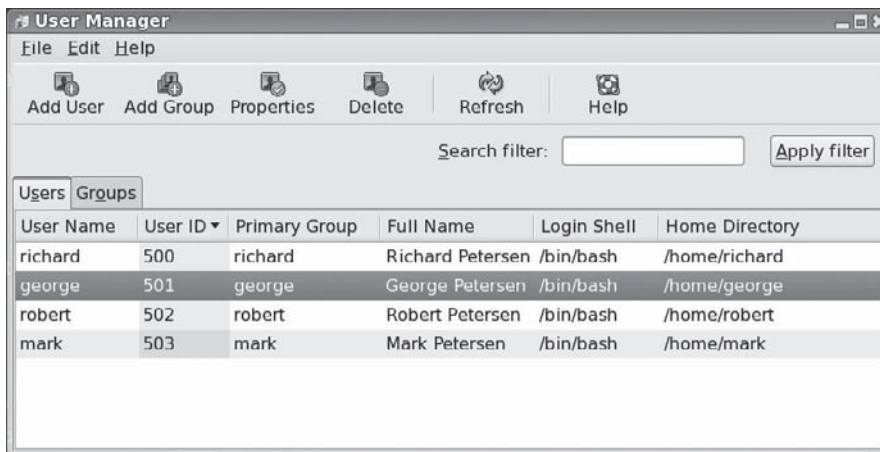 User Manager
File Edit Help
Add User Add Group Properties Delete Refresh Help
Search filter: Apply filter
Users Groups
User Name User ID Primary Group Full Name Login Shell Home Directory
richard 500 richard Richard Petersen /bin/bash /home/richard
george 501 george George Petersen /bin/bash /home/george
robert 502 robert Robert Petersen /bin/bash /home/robert
mark 503 mark Mark Petersen /bin/bash /home/mark